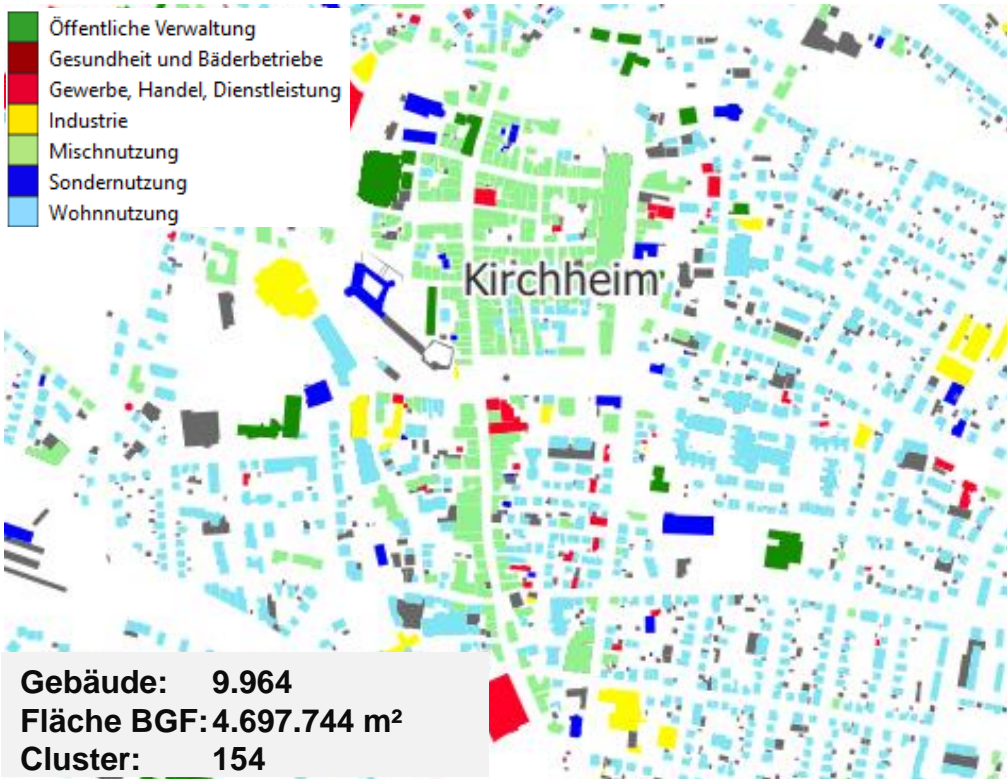 Öffentliche Verwaltung
Gesundheit und Bäderbetriebe
Gewerbe, Handel, Dienstleistung
Industrie
Mischnutzung
Sondernutzung
Wohnnutzung
Kirchheim
Gebäude: 9.964
Fläche BGF: 4.697.744 m²
Cluster: 154